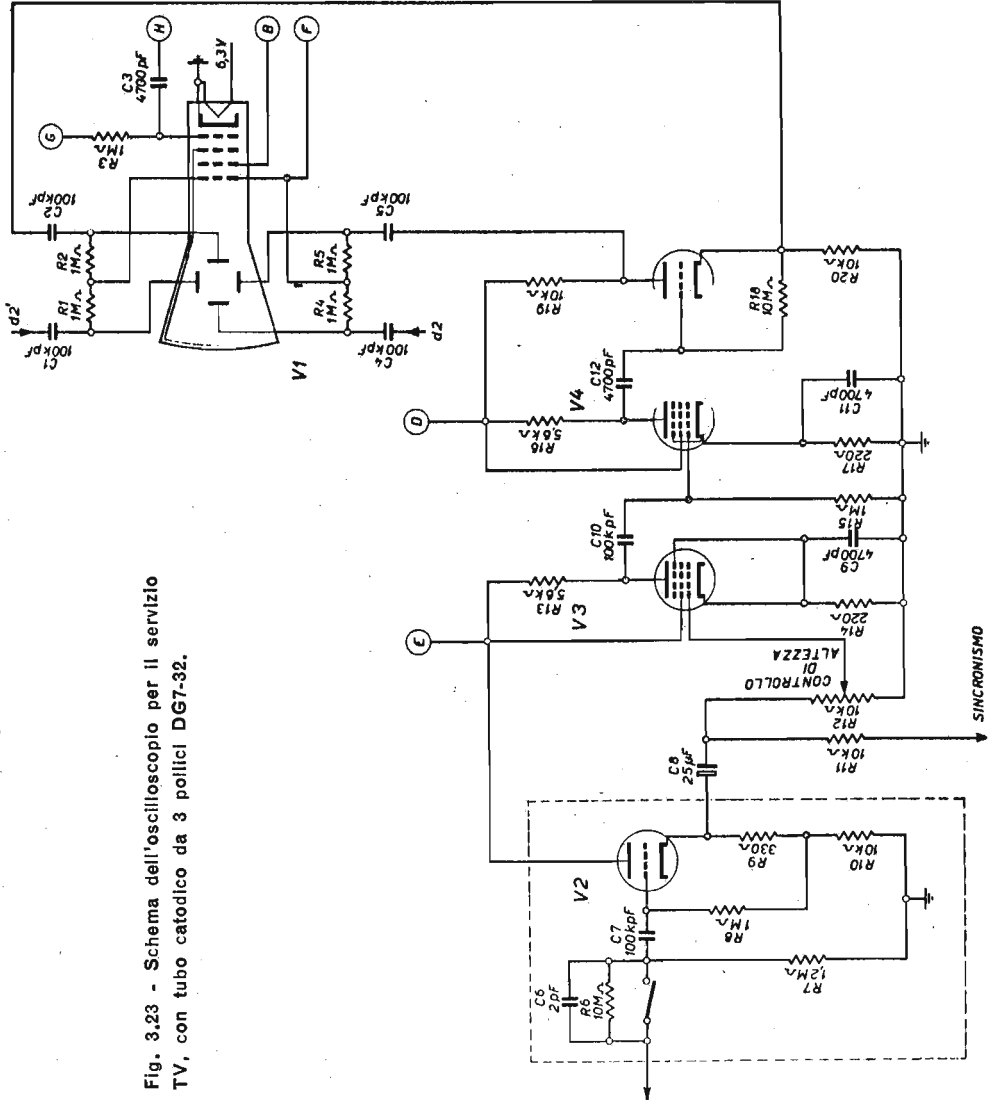 Fig. 3.23 - Schema dell'oscilloscopio per il servizio
TV, con tubo catodico da 3 pollici DG7-32.
d2'
C1
100kpF
R1
1MΩ
R2
1MΩ
C2
100kpF
G
R3
1MΩ
C3
4700pF
H
6,3V
B
F
V1
R4
1MΩ
R5
1MΩ
C4
100kpF
d2
C5
100kpF
D
R16
5,6kΩ
R19
10kΩ
V4
C12
4700pF
R18
10MΩ
R20
10kΩ
C11
4700pF
R17
220Ω
R15
1MΩ
E
R13
5,6kΩ
C10
100kpF
V3
C9
4700pF
R14
220Ω
CONTROLLO
DI
ALTEZZA
R12
10kΩ
R11
10kΩ
SINCRONISMO
C8
25µF
V2
R9
330Ω
R10
10kΩ
R8
1MΩ
C7
100kpF
R7
1,2MΩ
C6
2pF
R6
10MΩ